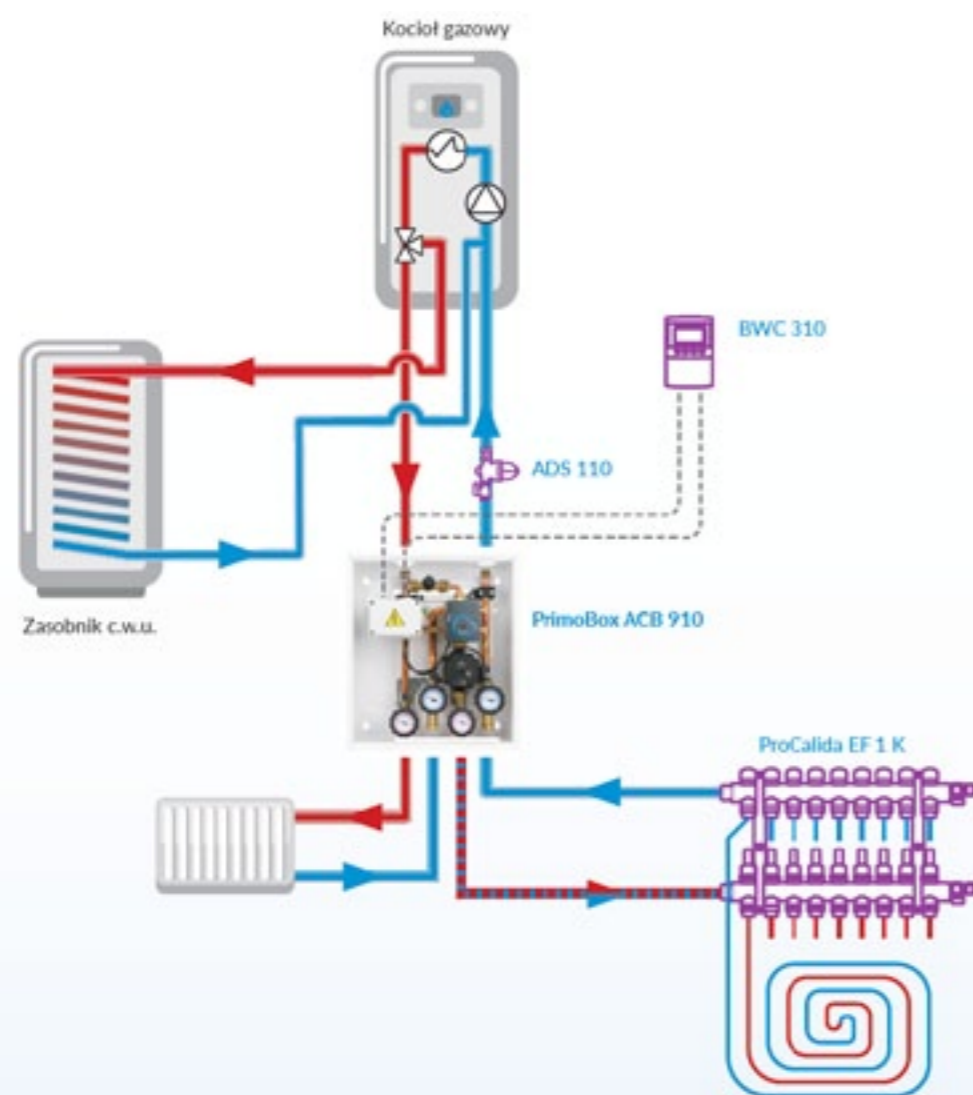 Kocioł gazowy
BWC 310
ADS 110
Zasobnik c.w.u.
PrimoBox ACB 910
ProCalida EF 1 K